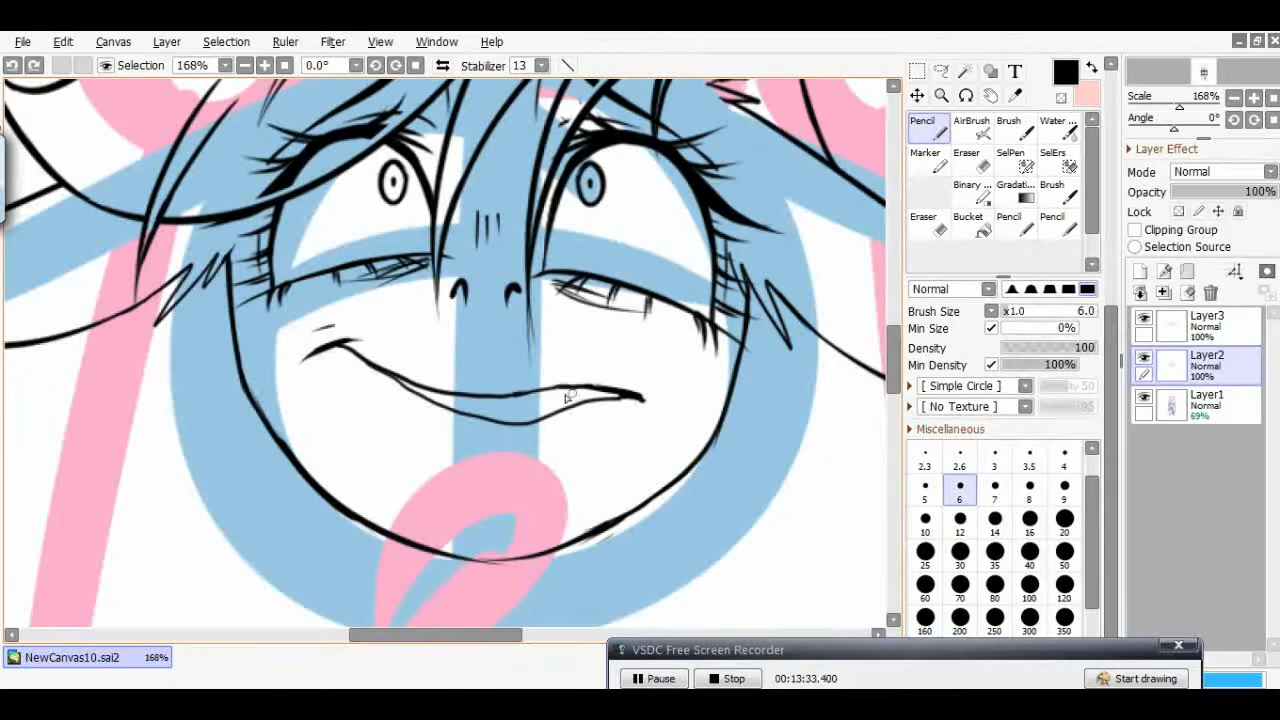 File Edit Canvas Layer Selection Ruler Filter View Window Help
Selection 168% 0.0° Stabilizer 13
T
Scale 168%
Angle 0°
Pencil AirBrush Brush Water ...
Marker Eraser SelPen SelErs
Binary ... Gradati... Brush
Eraser Bucket Pencil Pencil
Normal
Brush Size x1.0 6.0
Min Size 0%
Density 100
Min Density 100%
[ Simple Circle ] 50
[ No Texture ] 95
Miscellaneous
2.3 2.6 3 3.5 4
5 6 7 8 9
10 12 14 16 20
25 30 35 40 50
60 70 80 100 120
160 200 250 300 350
Layer Effect
Mode Normal
Opacity 100%
Lock
Clipping Group
Selection Source
Layer3
Normal
100%
Layer2
Normal
100%
Layer1
Normal
69%
NewCanvas10.sai2 168%
VSDC Free Screen Recorder
Pause Stop 00:13:33.400 Start drawing